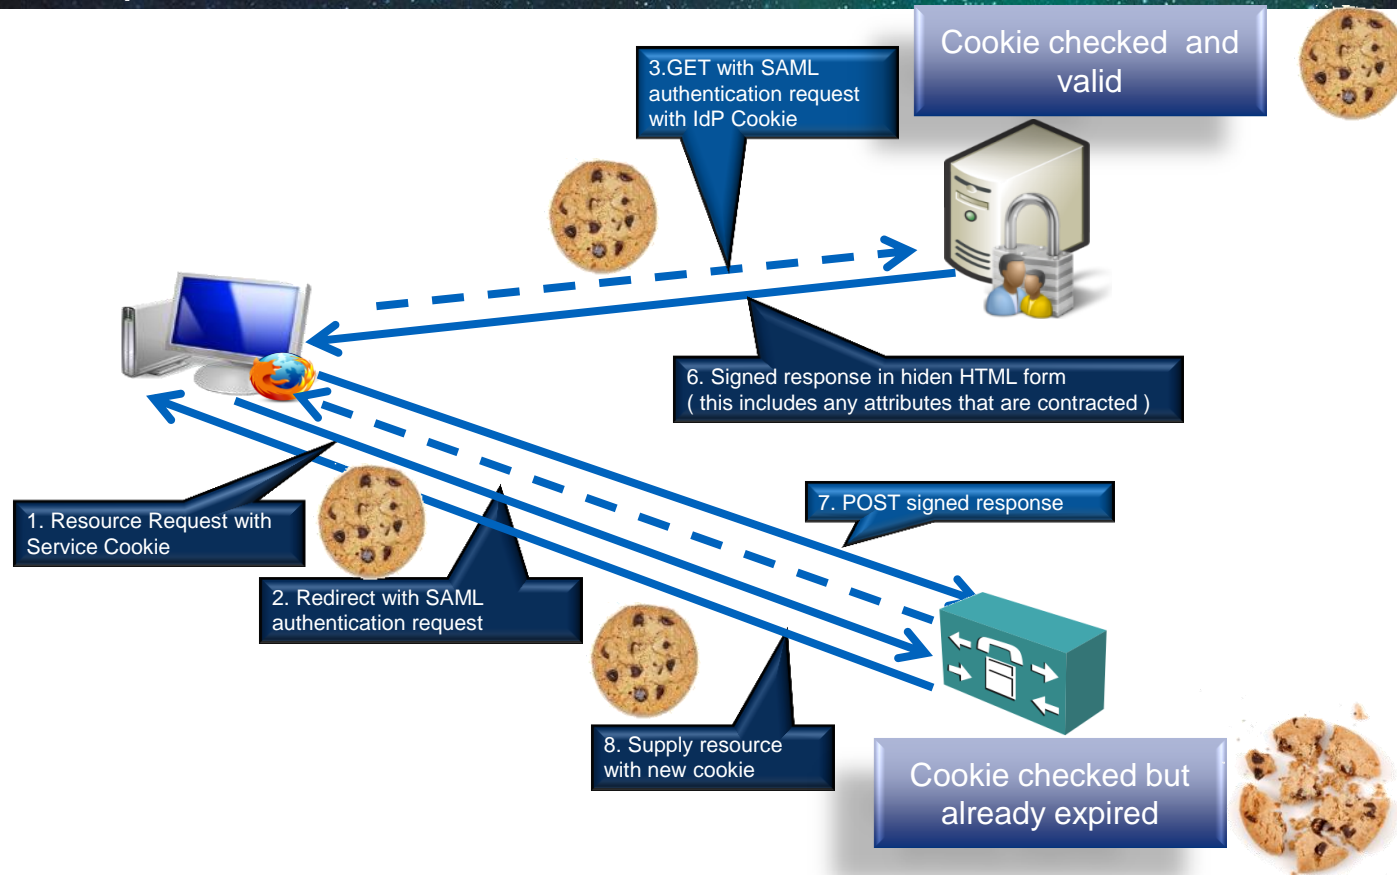 Cookie checked and
valid
3.GET with SAML
authentication request
with IdP Cookie
6. Signed response in hiden HTML form
( this includes any attributes that are contracted )
7. POST signed response
1. Resource Request with
Service Cookie
2. Redirect with SAML
authentication request
8. Supply resource
with new cookie
Cookie checked but
already expired